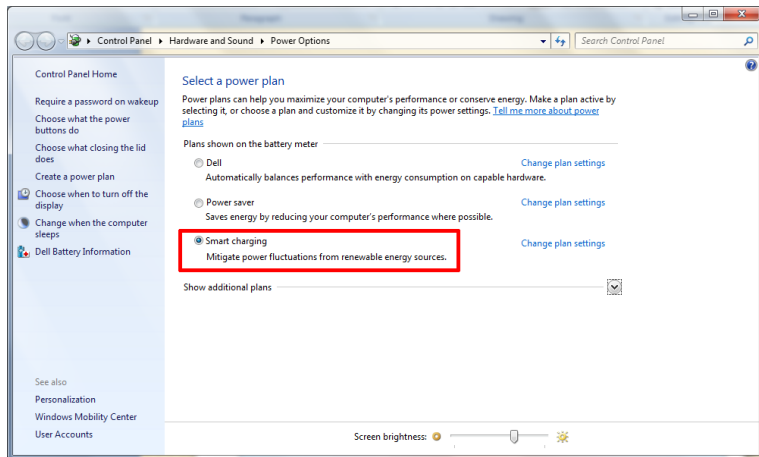 Control Panel ▸ Hardware and Sound ▸ Power Options
Search Control Panel
Control Panel Home
Require a password on wakeup
Choose what the power
buttons do
Choose what closing the lid
does
Create a power plan
Choose when to turn off the
display
Change when the computer
sleeps
Dell Battery Information
See also
Personalization
Windows Mobility Center
User Accounts
Select a power plan
Power plans can help you maximize your computer's performance or conserve energy. Make a plan active by
selecting it, or choose a plan and customize it by changing its power settings. Tell me more about power
plans
Plans shown on the battery meter
Dell Change plan settings
Automatically balances performance with energy consumption on capable hardware.
Power saver Change plan settings
Saves energy by reducing your computer's performance where possible.
Smart charging Change plan settings
Mitigate power fluctuations from renewable energy sources.
Show additional plans
Screen brightness: